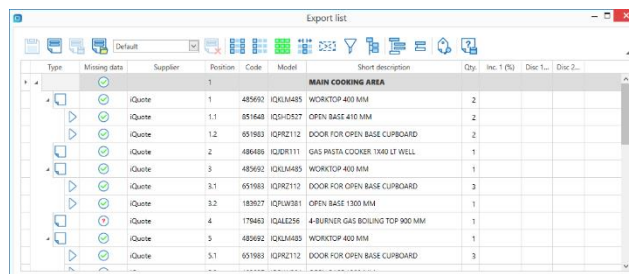 Export list
Default
Type Missing data Supplier Position Code Model Short description Qty. Inc. 1 (%) Disc 1... Disc 2...
1 MAIN COOKING AREA
iQuote 1 485692 IQKLM485 WORKTOP 400 MM 2
iQuote 1.1 851648 IQSHD527 OPEN BASE 410 MM 2
iQuote 1.2 651983 IQPRZ112 DOOR FOR OPEN BASE CUPBOARD 2
iQuote 2 486486 IQJDR111 GAS PASTA COOKER 1X40 LT WELL 1
iQuote 3 485692 IQKLM485 WORKTOP 400 MM 1
iQuote 3.1 651983 IQPRZ112 DOOR FOR OPEN BASE CUPBOARD 3
iQuote 3.2 183927 IQPLW381 OPEN BASE 1300 MM 1
iQuote 4 179463 IQALE256 4-BURNER GAS BOILING TOP 900 MM 1
iQuote 5 485692 IQKLM485 WORKTOP 400 MM 1
iQuote 5.1 651983 IQPRZ112 DOOR FOR OPEN BASE CUPBOARD 3